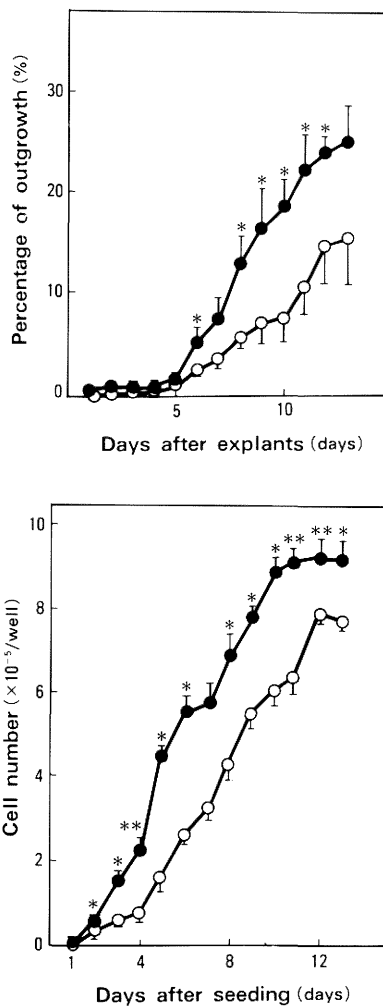 Percentage of outgrowth (%)
30
20
10
0
* * * * * *
5 10
Days after explants (days)
Cell number (×10⁻⁵/well)
10
8
6
4
2
0
* * ** * * * * * ** ** *
1 4 8 12
Days after seeding (days)